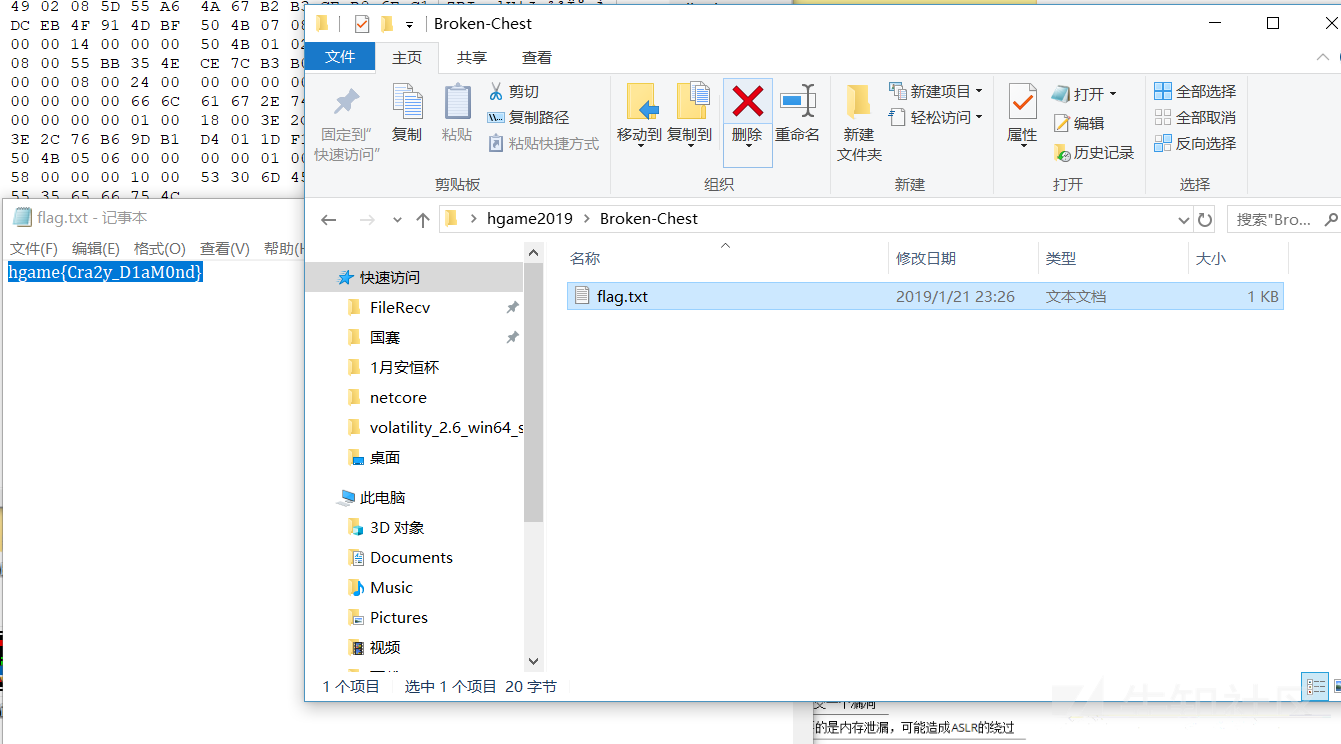 49 02 08 5D 55 A6 4A 67 B2 B3
DC EB 4F 91 4D BF 50 4B 07 08
00 00 14 00 00 00 50 4B 01 02
08 00 55 BB 35 4E CE 7C B3 B0
00 00 08 00 24 00 00 00 00 00
00 00 00 00 66 6C 61 67 2E 74
00 00 00 00 01 00 18 00 3E 2C
3E 2C 76 B6 9D B1 D4 01 1D F1
50 4B 05 06 00 00 00 00 01 00
58 00 00 00 10 00 53 30 6D 45
55 35 65 66 75 4C
flag.txt - 记事本
文件(F) 编辑(E) 格式(O) 查看(V) 帮助(H
hgame{Cra2y_D1aM0nd}
Broken-Chest
文件 主页 共享 查看
固定到"快速访问"
复制
粘贴
剪切
复制路径
粘贴快捷方式
剪贴板
移动到
复制到
删除
重命名
组织
新建文件夹
新建项目
轻松访问
新建
属性
打开
编辑
历史记录
打开
全部选择
全部取消
反向选择
选择
hgame2019 Broken-Chest
搜索"Bro...
名称 修改日期 类型 大小
flag.txt 2019/1/21 23:26 文本文档 1 KB
快速访问
FileRecv
国赛
1月安恒杯
netcore
volatility_2.6_win64_s
桌面
此电脑
3D 对象
Documents
Music
Pictures
视频
1 个项目 选中 1 个项目 20 字节
一个漏洞
的是内存泄漏，可能造成ASLR的绕过